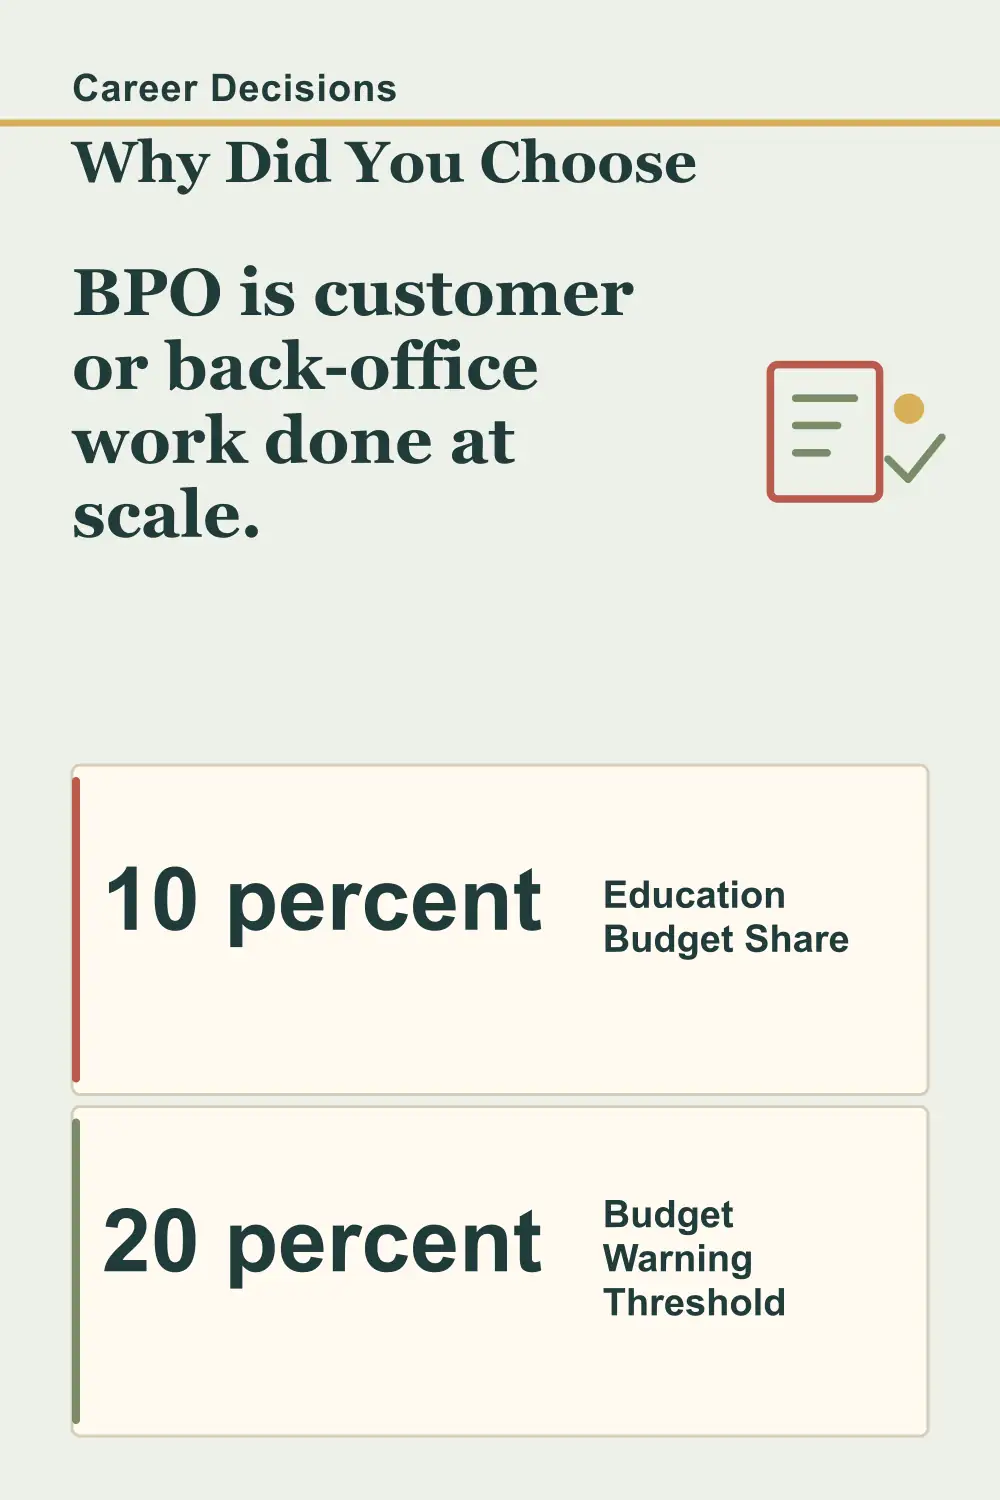 Career Decisions
Why Did You Choose
BPO is customer
or back-office
work done at
scale.
10 percent
Education
Budget Share
20 percent
Budget
Warning
Threshold